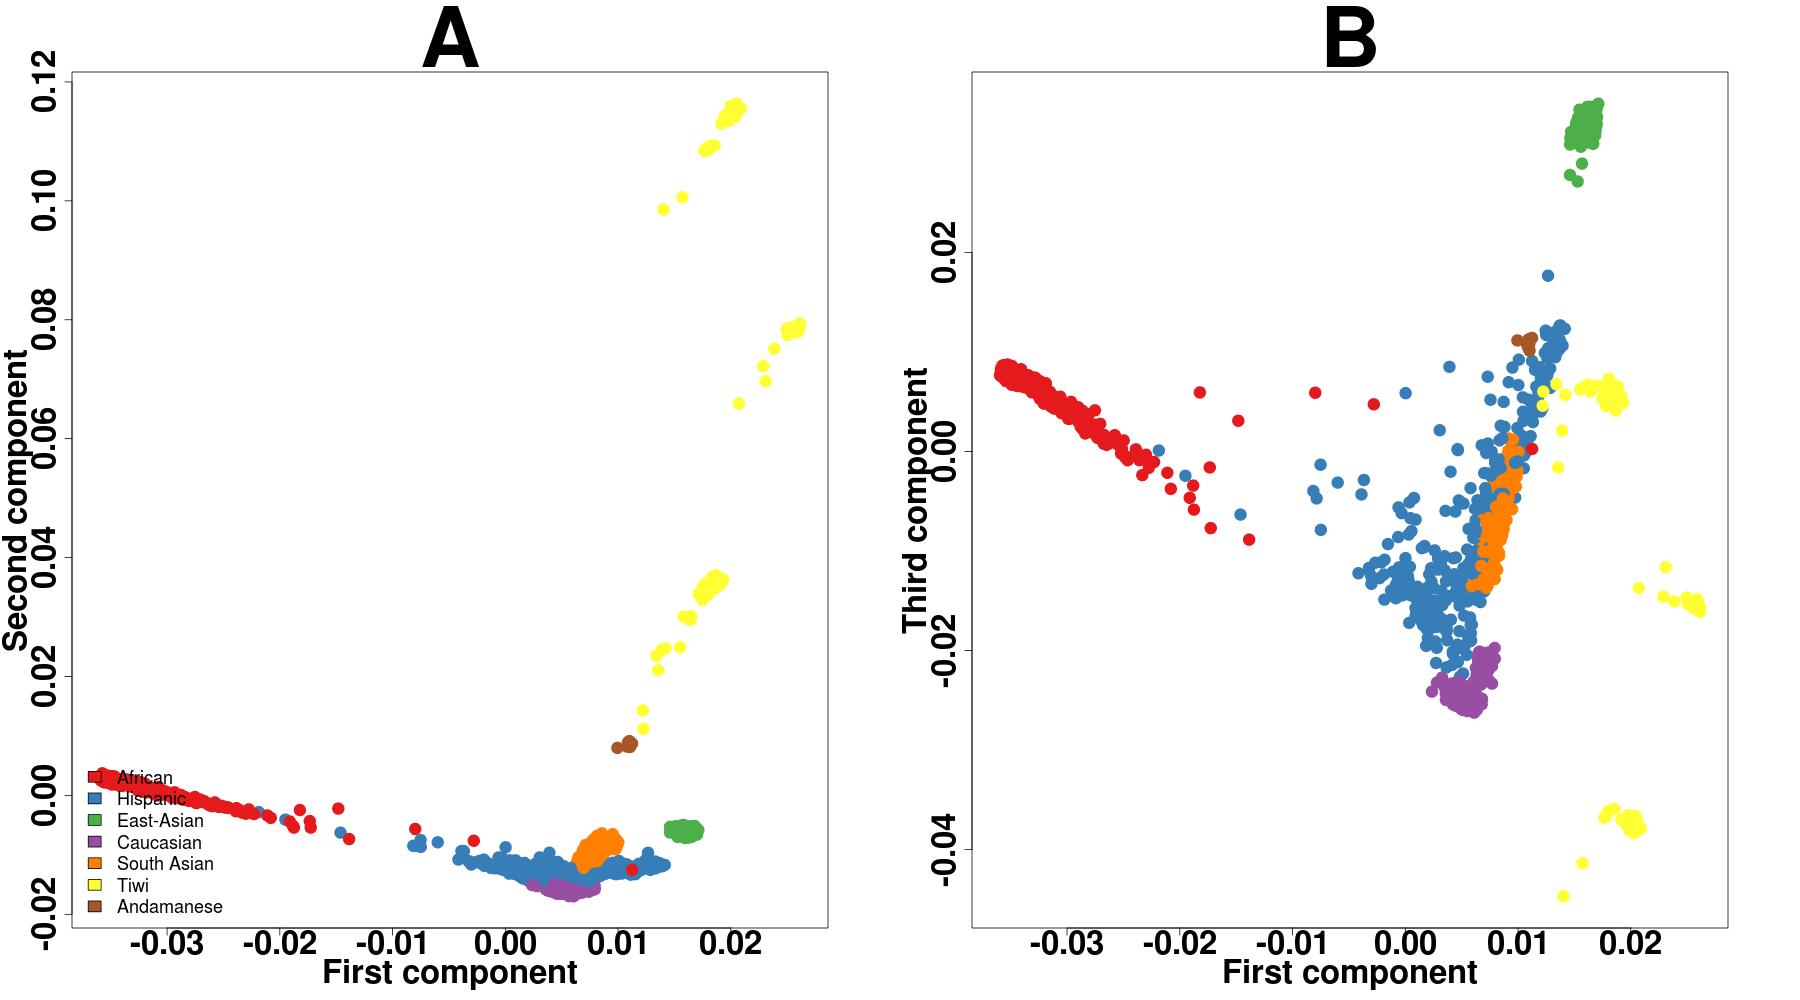 A
B
Second component
0.12
0.10
0.08
0.06
0.04
0.02
0.00
-0.02
African
Hispanic
East-Asian
Caucasian
South Asian
Tiwi
Andamanese
-0.03 -0.02 -0.01 0.00 0.01 0.02
First component
Third component
0.02
0.00
-0.02
-0.04
-0.03 -0.02 -0.01 0.00 0.01 0.02
First component